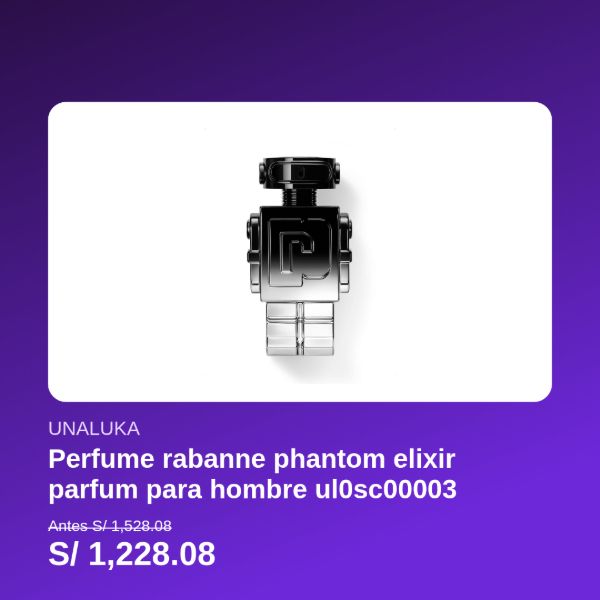 UNALUKA
Perfume rabanne phantom elixir
parfum para hombre ul0sc00003
Antes S/ 1,528.08
S/ 1,228.08